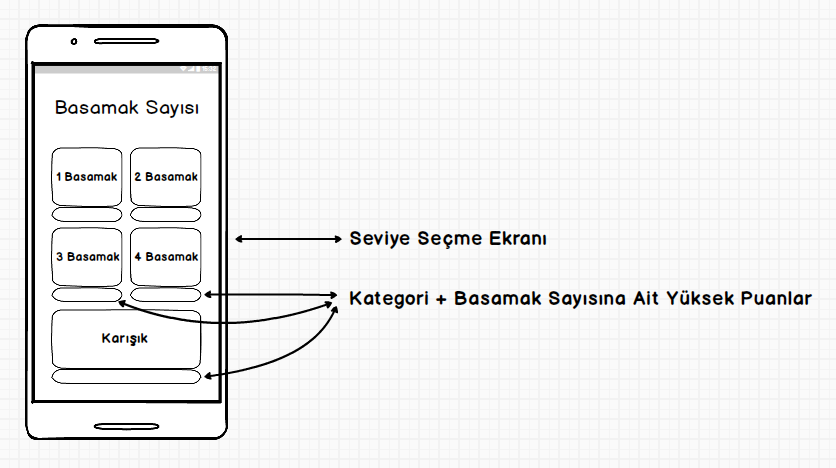 Basamak Sayısı
1 Basamak
2 Basamak
3 Basamak
4 Basamak
Karışık
Seviye Seçme Ekranı
Kategori + Basamak Sayısına Ait Yüksek Puanlar